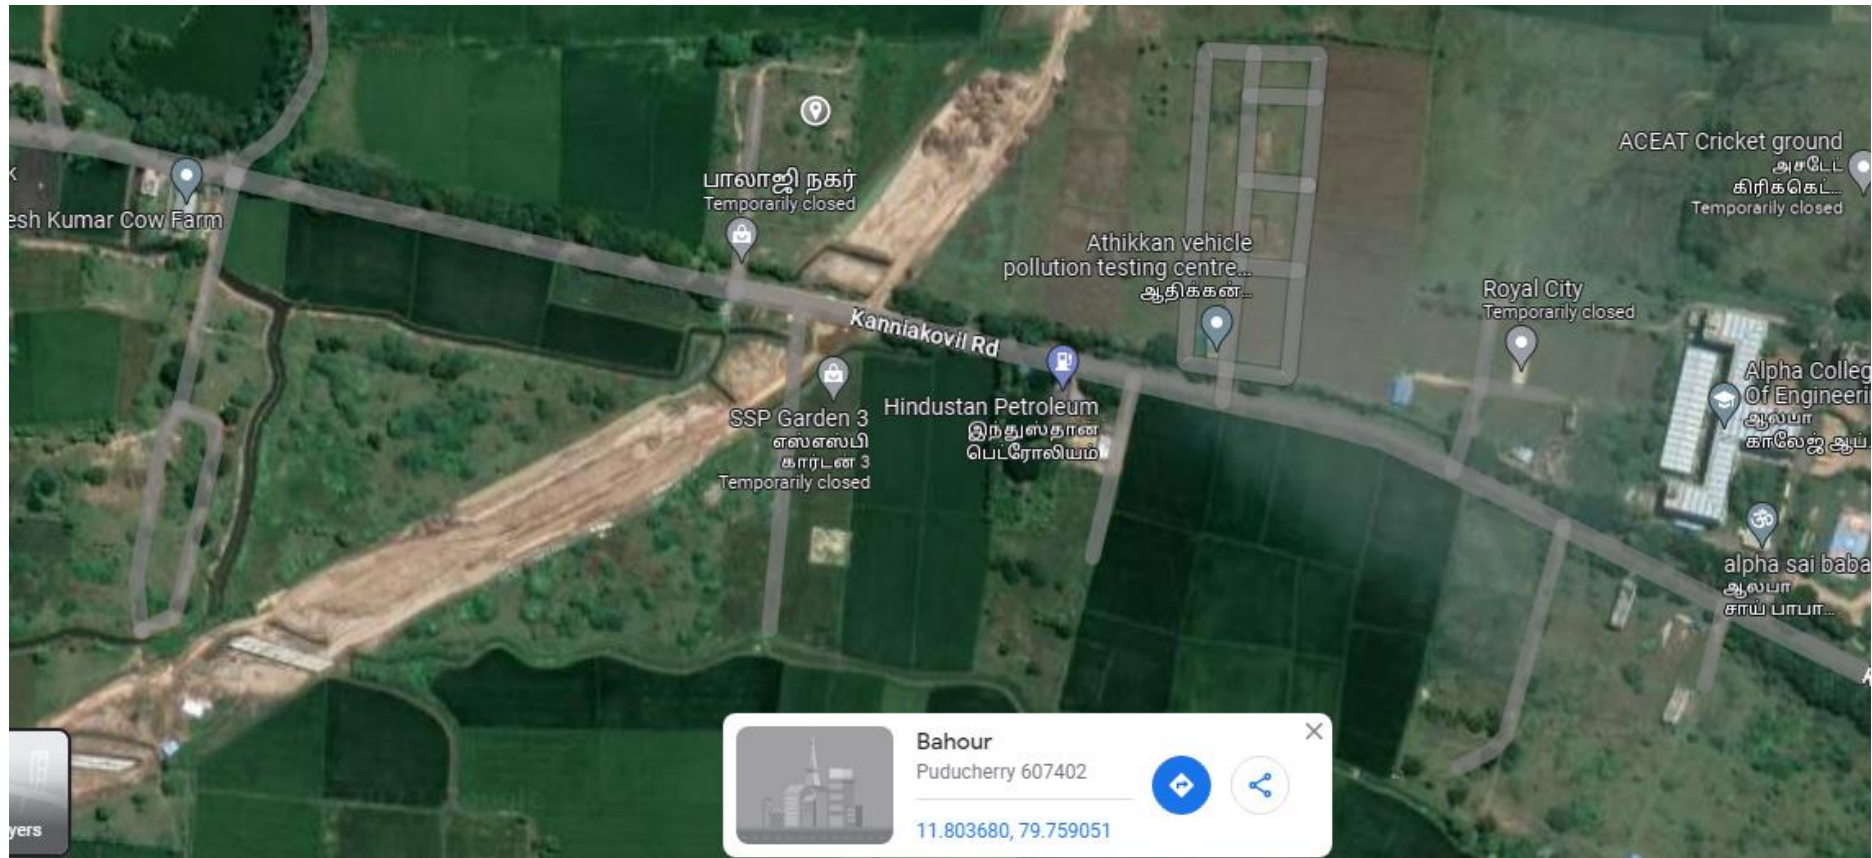 ACEAT Cricket ground
அசடேட்
கிரிக்கெட்...
Temporarily closed
பாலாஜி நகர்
Temporarily closed
esh Kumar Cow Farm
Athikkan vehicle
pollution testing centre...
ஆதிக்கன்...
Royal City
Temporarily closed
Kanniakovil Rd
Alpha Colleg
Of Engineeri
ஆல்பா
காலேஜ் ஆப்...
SSP Garden 3
எஸ்எஸ்பி
கார்டன் 3
Temporarily closed
Hindustan Petroleum
இந்துஸ்தான்
பெட்ரோலியம்
alpha sai baba
ஆல்பா
சாய் பாபா...
yers
Bahour
Puducherry 607402
11.803680, 79.759051